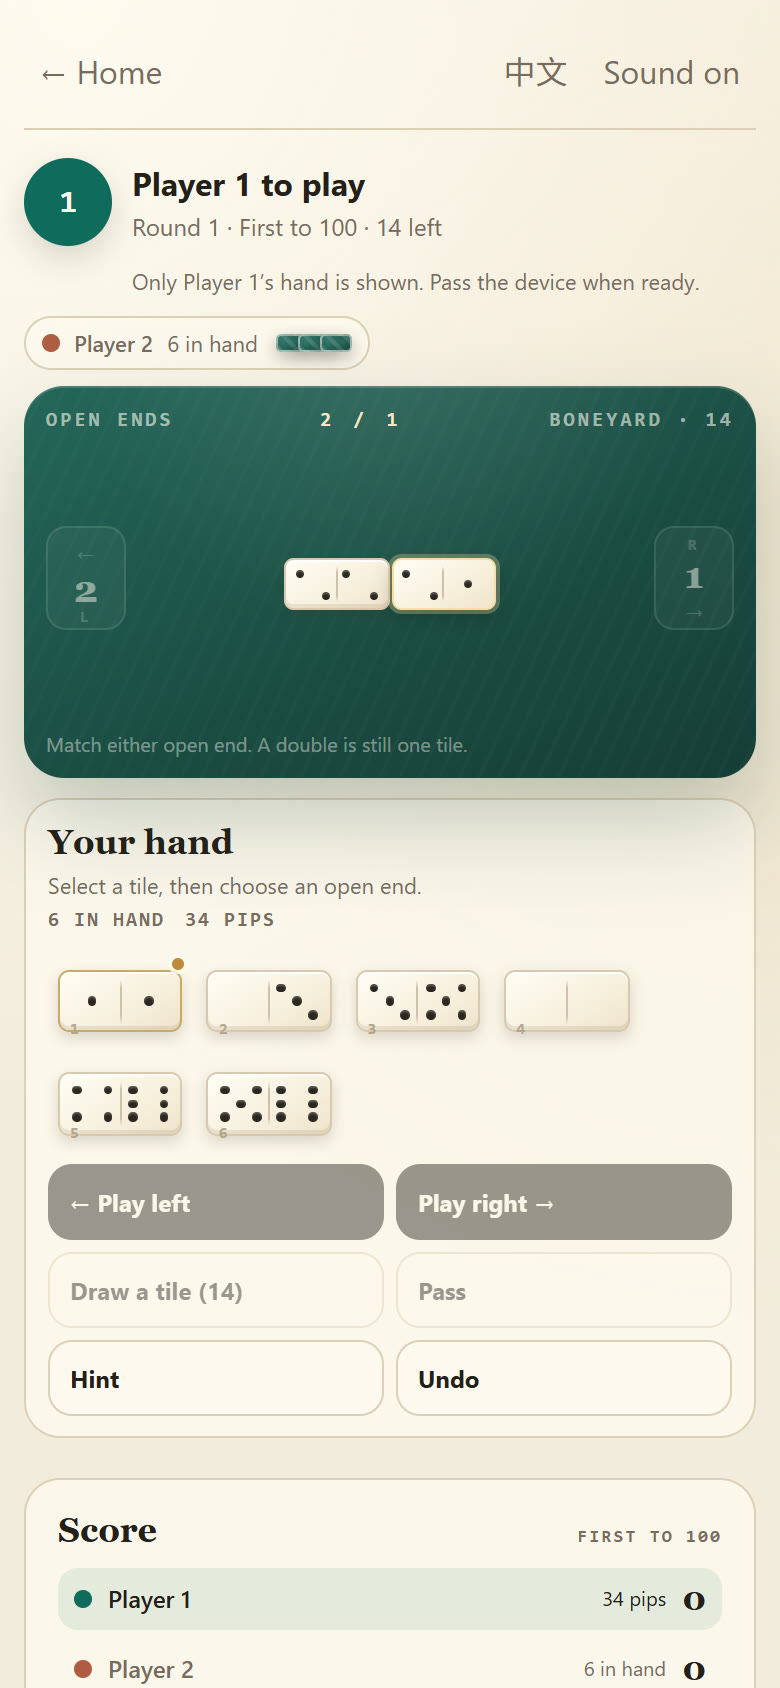 ← Home 中文 Sound on
1
Player 1 to play
Round 1 · First to 100 · 14 left
Only Player 1’s hand is shown. Pass the device when ready.
Player 2 6 in hand
OPEN ENDS 2 / 1 BONEYARD · 14
← R
2 1
L →
Match either open end. A double is still one tile.
Your hand
Select a tile, then choose an open end.
6 IN HAND 34 PIPS
1 2 3 4
5 6
← Play left Play right →
Draw a tile (14) Pass
Hint Undo
Score FIRST TO 100
Player 1 34 pips 0
Player 2 6 in hand 0